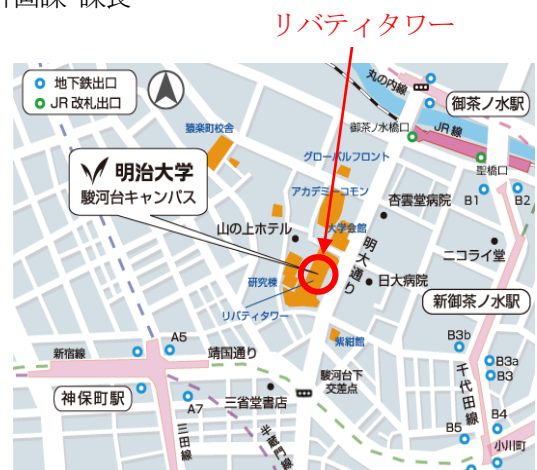 計画課 課長
リバティタワー
地下鉄出口
JR 改札出口
丸の内線
御茶ノ水駅
猿楽町校舎
御茶ノ水橋口
JR 線
グローバルフロント
聖橋口
明治大学
駿河台キャンパス
アカデミーコモン
杏雲堂病院
B1
B2
山の上ホテル
大学会館
明大通り
ニコライ堂
研究棟
日大病院
リバティタワー
新御茶ノ水駅
紫紺館
B3b
新宿線
A5
靖国通り
B3a
B3
駿河台下
交差点
千代田線
神保町駅
A7
三省堂書店
B4
B5
小川町
三田線
半蔵門線